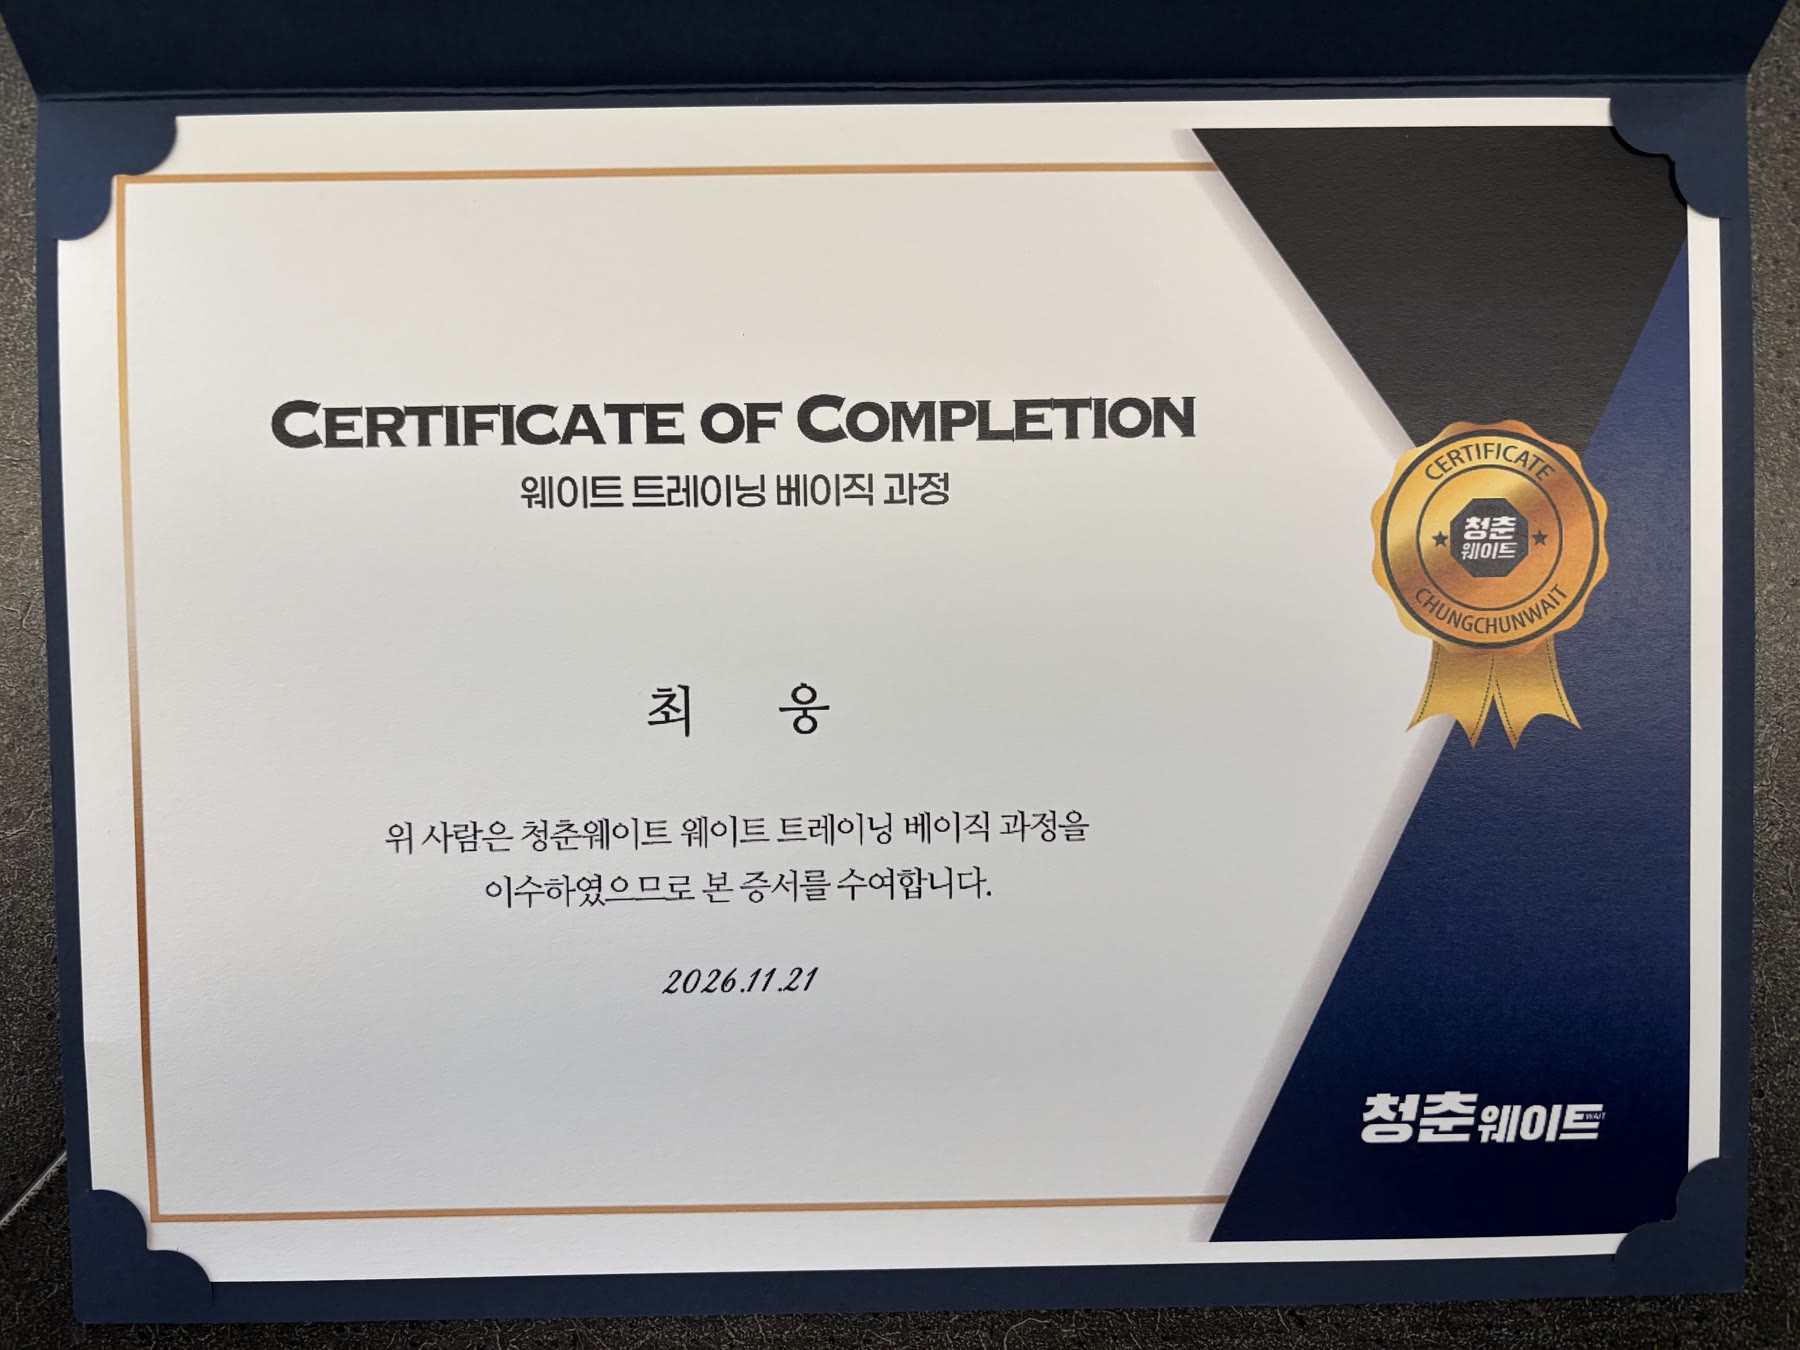 CERTIFICATE OF COMPLETION
웨이트 트레이닝 베이직 과정
CERTIFICATE
청춘
웨이트
CHUNGCHUNWAIT
최 웅
위 사람은 청춘웨이트 웨이트 트레이닝 베이직 과정을
이수하였으므로 본 증서를 수여합니다.
2026.11.21
청춘웨이트 WAIT